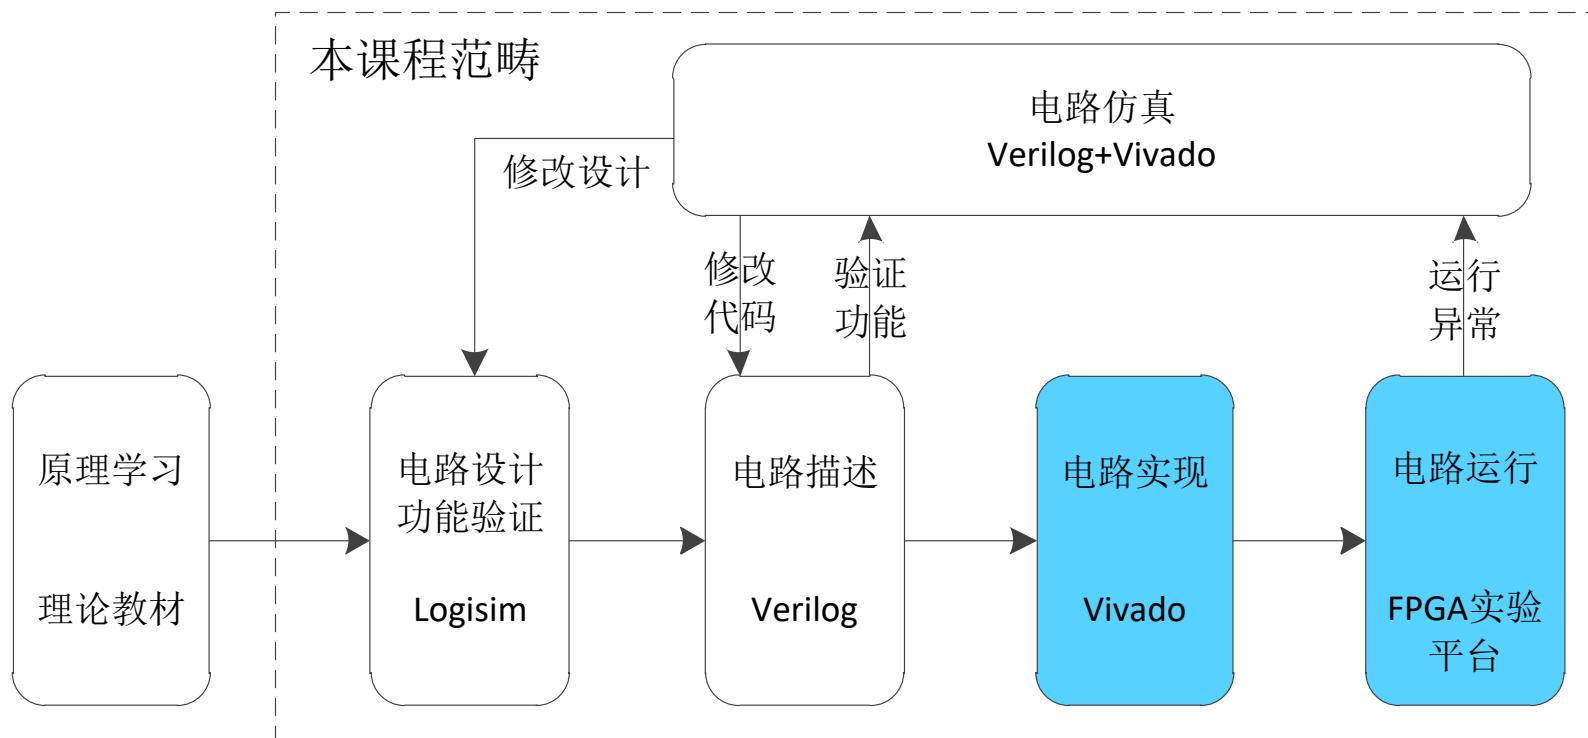 本课程范畴
电路仿真
Verilog+Vivado
修改设计
修改
代码
验证
功能
运行
异常
原理学习
理论教材
电路设计
功能验证
Logisim
电路描述
Verilog
电路实现
Vivado
电路运行
FPGA实验
平台